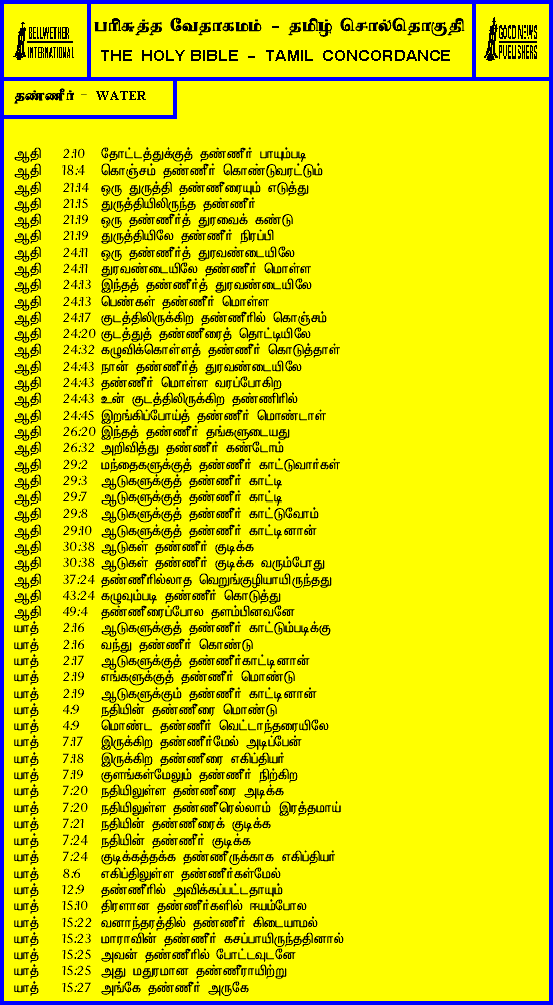 BELLWETHER
INTERNATIONAL
பரிசுத்த வேதாகமம் - தமிழ் சொல்தொகுதி
THE HOLY BIBLE - TAMIL CONCORDANCE
GOOD NEWS
PUBLISHERS
தண்ணீர் - WATER
ஆதி 2:10 தோட்டத்துக்குத் தண்ணீர் பாயும்படி
ஆதி 18:4 கொஞ்சம் தண்ணீர் கொண்டுவரட்டும்
ஆதி 21:14 ஒரு துருத்தி தண்ணீரையும் எடுத்து
ஆதி 21:15 துருத்தியிலிருந்த தண்ணீர்
ஆதி 21:19 ஒரு தண்ணீர்த் துரவைக் கண்டு
ஆதி 21:19 துருத்தியிலே தண்ணீர் நிரப்பி
ஆதி 24:11 ஒரு தண்ணீர்த் துரவண்டையிலே
ஆதி 24:11 துரவண்டையிலே தண்ணீர் மொள்ள
ஆதி 24:13 இந்தத் தண்ணீர்த் துரவண்டையிலே
ஆதி 24:13 பெண்கள் தண்ணீர் மொள்ள
ஆதி 24:17 குடத்திலிருக்கிற தண்ணீரில் கொஞ்சம்
ஆதி 24:20 குடத்துத் தண்ணீரைத் தொட்டியிலே
ஆதி 24:32 கழுவிக்கொள்ளத் தண்ணீர் கொடுத்தாள்
ஆதி 24:43 நான் தண்ணீர்த் துரவண்டையிலே
ஆதி 24:43 தண்ணீர் மொள்ள வரப்போகிற
ஆதி 24:43 உன் குடத்திலிருக்கிற தண்ணிரில்
ஆதி 24:45 இறங்கிப்போய்த் தண்ணீர் மொண்டாள்
ஆதி 26:20 இந்தத் தண்ணீர் தங்களுடையது
ஆதி 26:32 அறிவித்து தண்ணீர் கண்டோம்
ஆதி 29:2 மந்தைகளுக்குத் தண்ணீர் காட்டுவார்கள்
ஆதி 29:3 ஆடுகளுக்குத் தண்ணீர் காட்டி
ஆதி 29:7 ஆடுகளுக்குத் தண்ணீர் காட்டி
ஆதி 29:8 ஆடுகளுக்குத் தண்ணீர் காட்டுவோம்
ஆதி 29:10 ஆடுகளுக்குத் தண்ணீர் காட்டினான்
ஆதி 30:38 ஆடுகள் தண்ணீர் குடிக்க
ஆதி 30:38 ஆடுகள் தண்ணீர் குடிக்க வரும்போது
ஆதி 37:24 தண்ணீரில்லாத வெறுங்குழியாயிருந்தது
ஆதி 43:24 கழுவும்படி தண்ணீர் கொடுத்து
ஆதி 49:4 தண்ணீரைப்போல தளம்பினவனே
யாத் 2:16 ஆடுகளுக்குத் தண்ணீர் காட்டும்படிக்கு
யாத் 2:16 வந்து தண்ணீர் கொண்டு
யாத் 2:17 ஆடுகளுக்குத் தண்ணீர்காட்டினான்
யாத் 2:19 எங்களுக்குத் தண்ணீர் மொண்டு
யாத் 2:19 ஆடுகளுக்கும் தண்ணீர் காட்டினான்
யாத் 4:9 நதியின் தண்ணீரை மொண்டு
யாத் 4:9 மொண்ட தண்ணீர் வெட்டாந்தரையிலே
யாத் 7:17 இருக்கிற தண்ணீர்மேல் அடிப்பேன்
யாத் 7:18 இருக்கிற தண்ணீரை எகிப்தியர்
யாத் 7:19 குளங்கள்மேலும் தண்ணீர் நிற்கிற
யாத் 7:20 நதியிலுள்ள தண்ணீரை அடிக்க
யாத் 7:20 நதியிலுள்ள தண்ணீரெல்லாம் இரத்தமாய்
யாத் 7:21 நதியின் தண்ணீரைக் குடிக்க
யாத் 7:24 நதியின் தண்ணீர் குடிக்க
யாத் 7:24 குடிக்கத்தக்க தண்ணீருக்காக எகிப்தியர்
யாத் 8:6 எகிப்திலுள்ள தண்ணீர்கள்மேல்
யாத் 12:9 தண்ணீரில் அவிக்கப்பட்டதாயும்
யாத் 15:10 திரளான தண்ணீர்களில் ஈயம்போல
யாத் 15:22 வனாந்தரத்தில் தண்ணீர் கிடையாமல்
யாத் 15:23 மாராவின் தண்ணீர் கசப்பாயிருந்ததினால்
யாத் 15:25 அவன் தண்ணீரில் போட்டவுடனே
யாத் 15:25 அது மதுரமான தண்ணீராயிற்று
யாத் 15:27 அங்கே தண்ணீர் அருகே